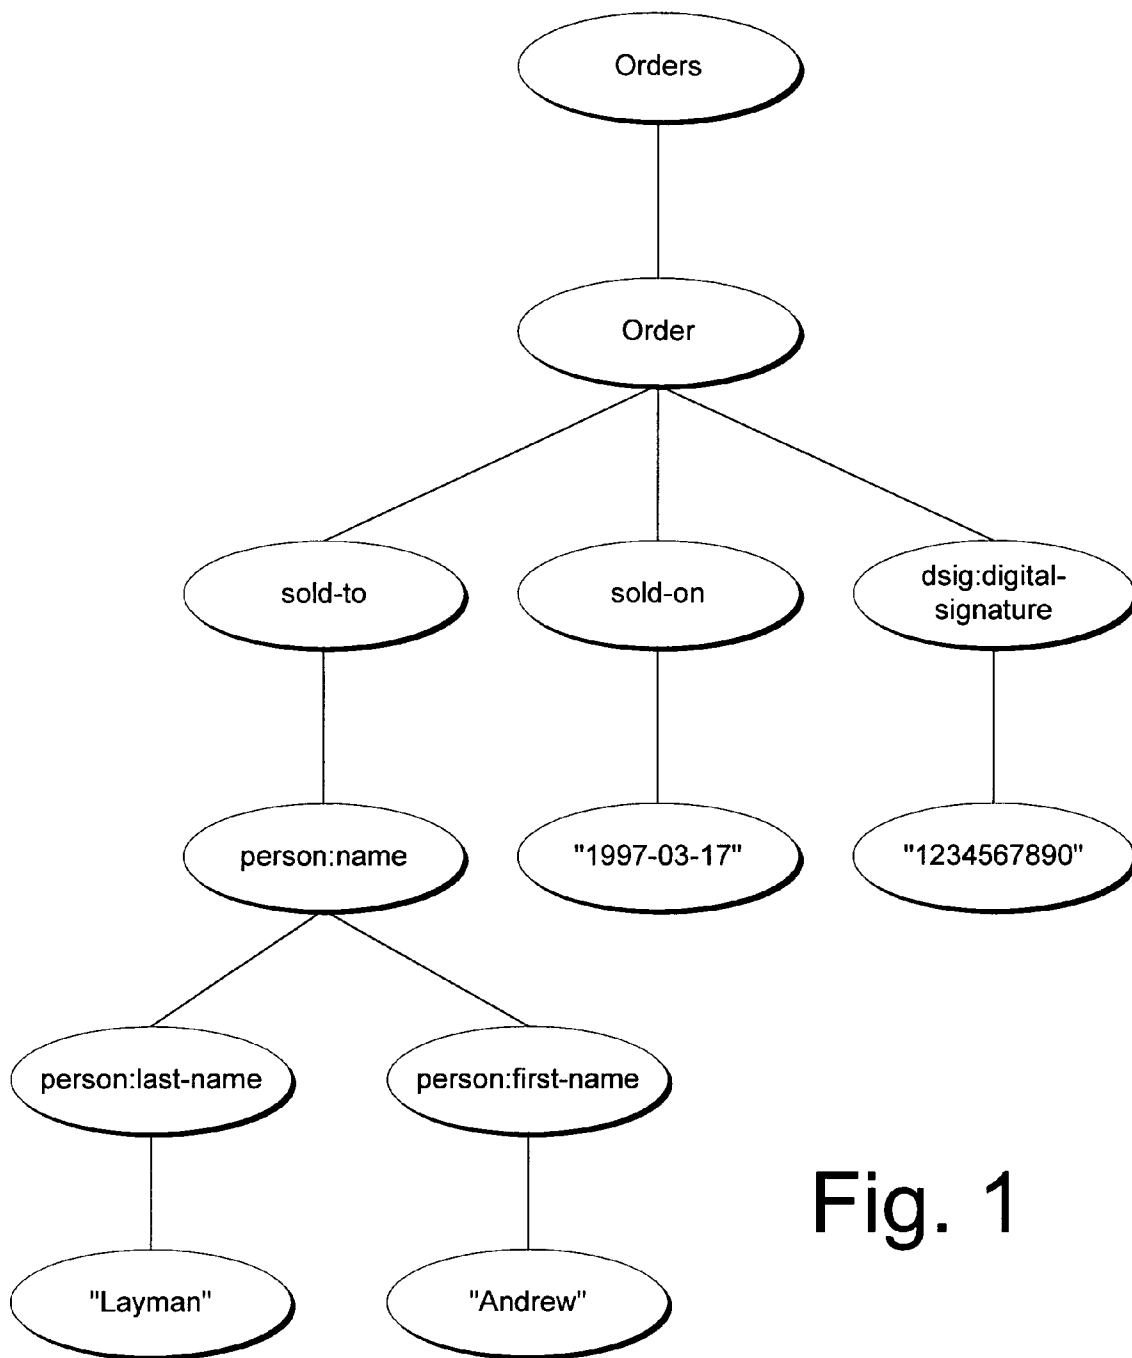 Orders
Order
sold-to
sold-on
dsig:digital-
signature
person:name
"1997-03-17"
"1234567890"
person:last-name
person:first-name
"Layman"
"Andrew"
Fig. 1